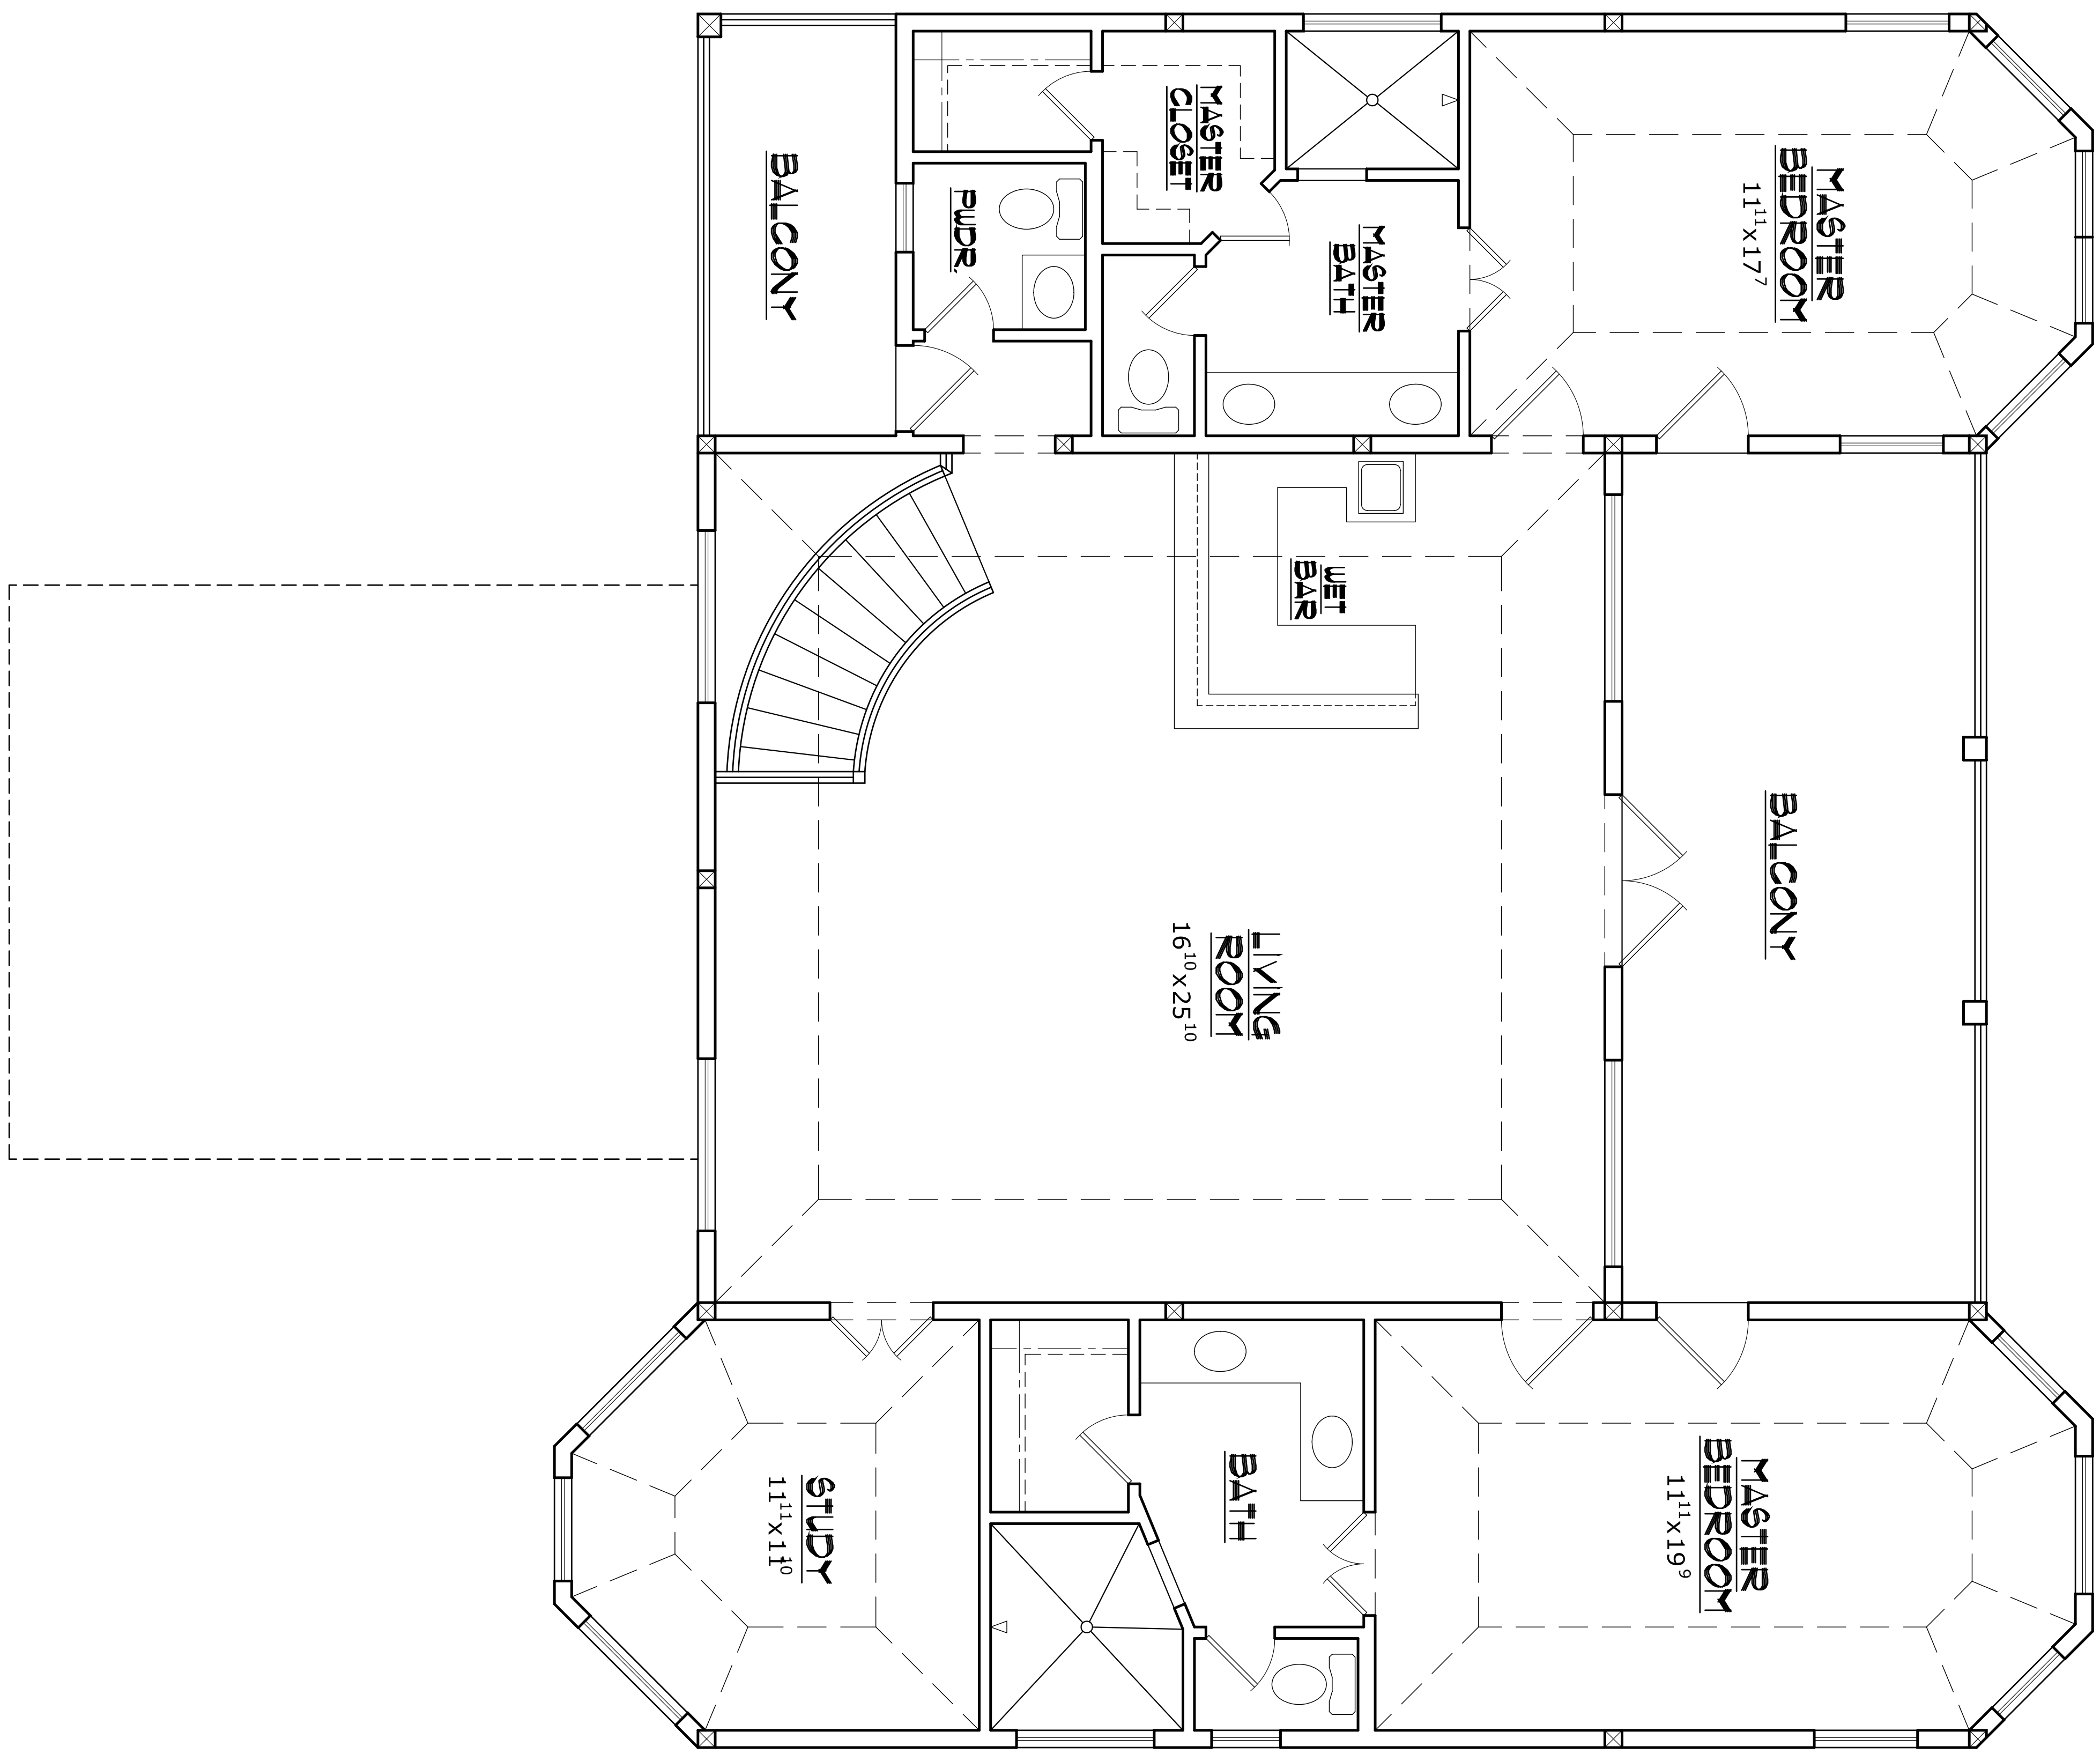 MASTER
BEDROOM
11¹¹x17⁷
BALCONY
MASTER
BEDROOM
11¹¹x19⁹
MASTER
BATH
WET
BAR
LIVING
ROOM
16¹⁰x25¹⁰
BATH
MASTER
CLOSET
PWDR.
STUDY
11¹¹x11¹⁰
BALCONY